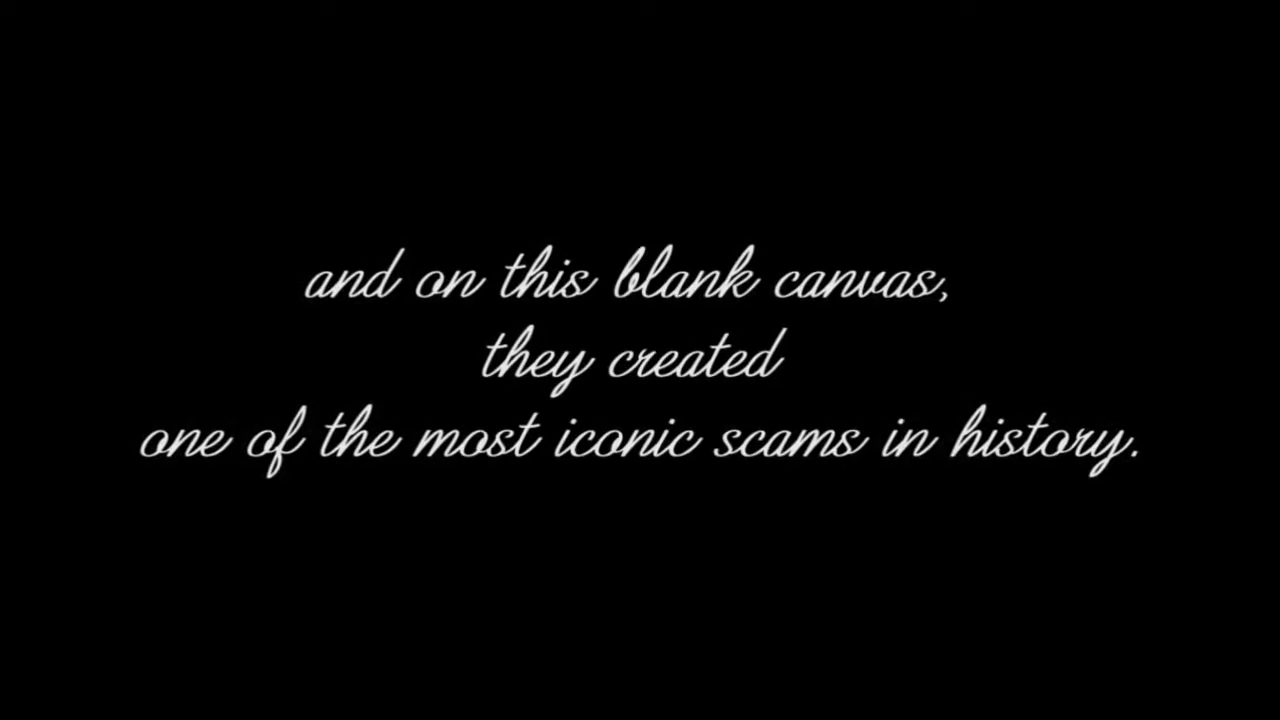 and on this blank canvas,
they created
one of the most iconic scams in history.